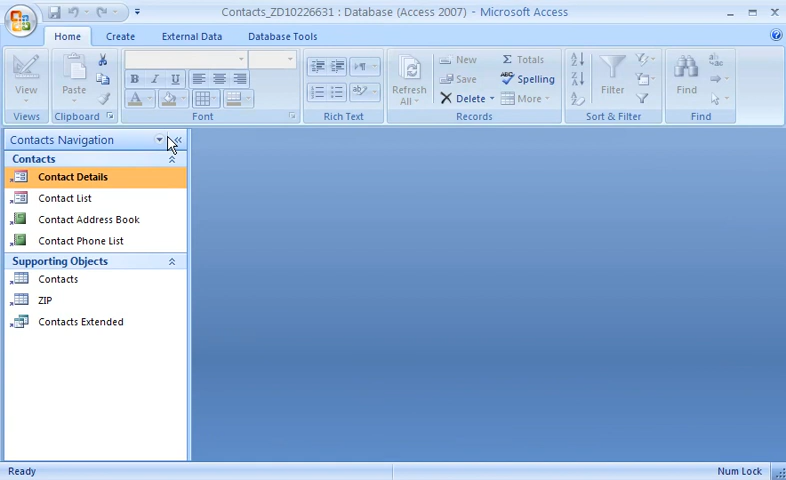 Contacts_ZD10226631 : Database (Access 2007) - Microsoft Access
Home Create External Data Database Tools
View
Views
Paste
Clipboard
B I U
A
Font
Rich Text
Refresh All
New
Save
Delete
Totals
Spelling
More
Records
Filter
Sort & Filter
Find
Find
Contacts Navigation
Contacts
Contact Details
Contact List
Contact Address Book
Contact Phone List
Supporting Objects
Contacts
ZIP
Contacts Extended
Ready
Num Lock